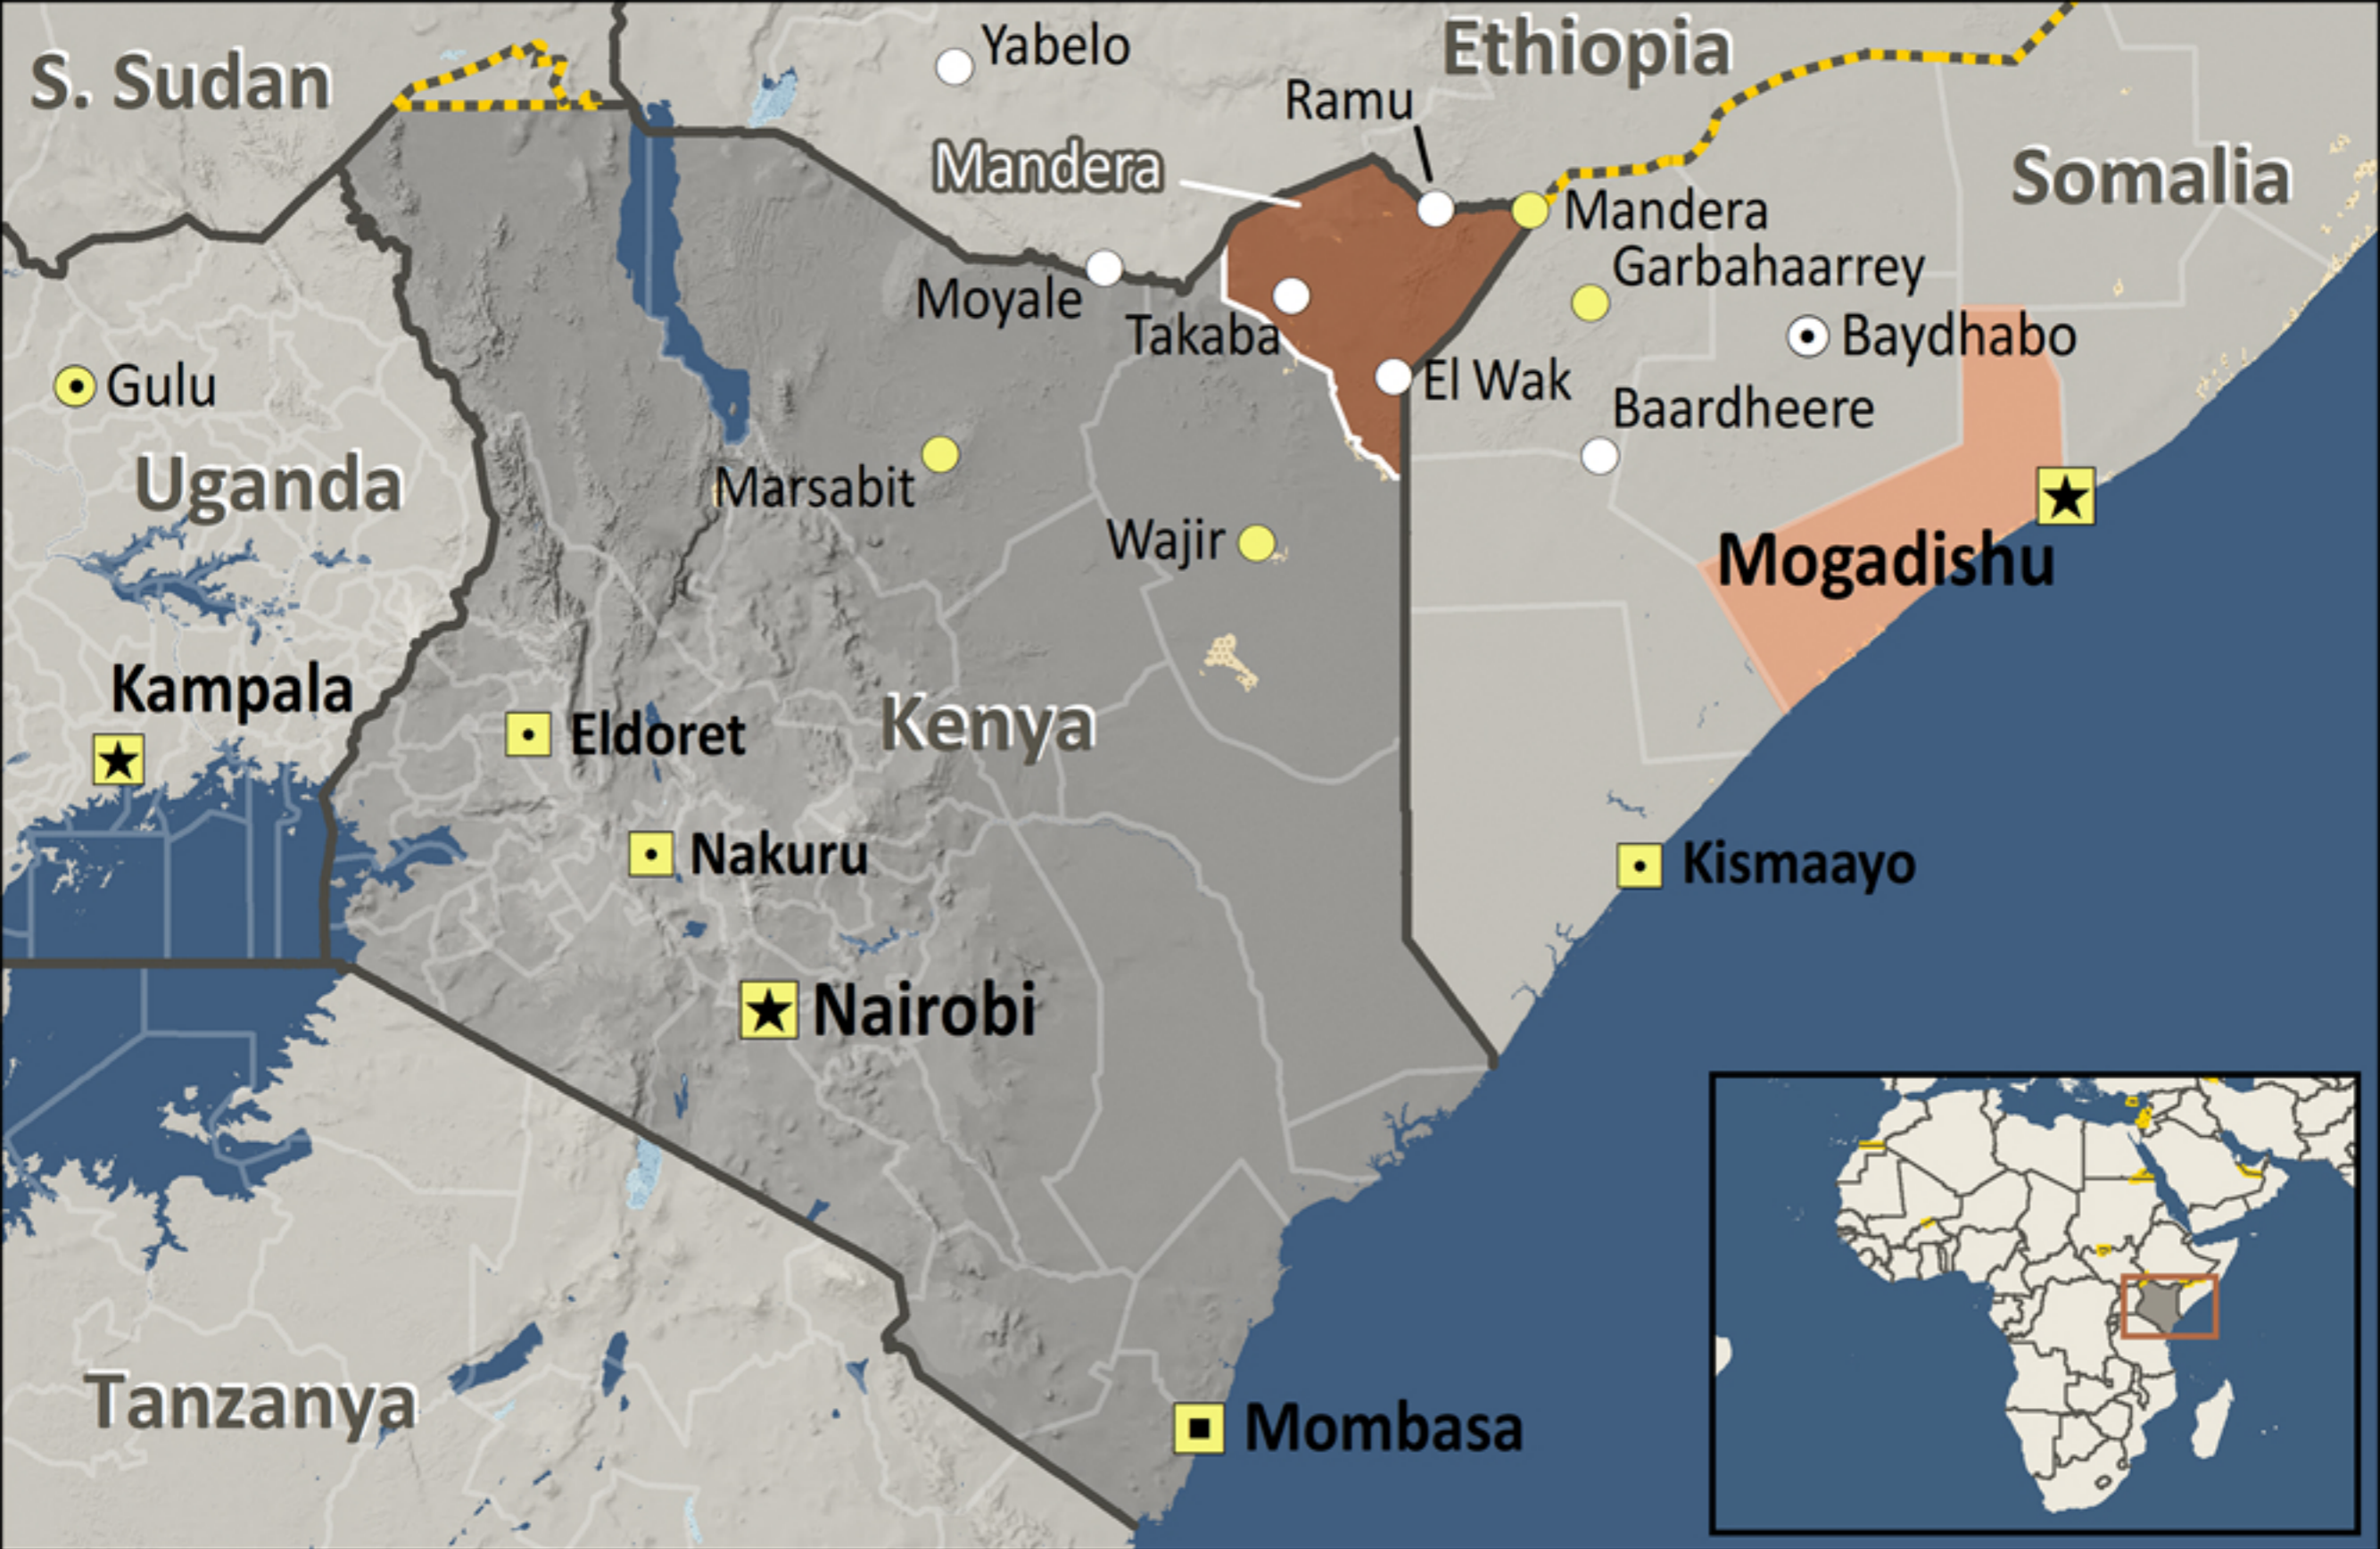 Yabelo
Ethiopia
S. Sudan
Ramu
Mandera
Somalia
Mandera
Garbahaarrey
Moyale
Takaba
Baydhabo
Gulu
El Wak
Baardheere
Uganda
Marsabit
Wajir
Mogadishu
Kampala
Eldoret
Kenya
Nakuru
Kismaayo
Nairobi
Tanzanya
Mombasa